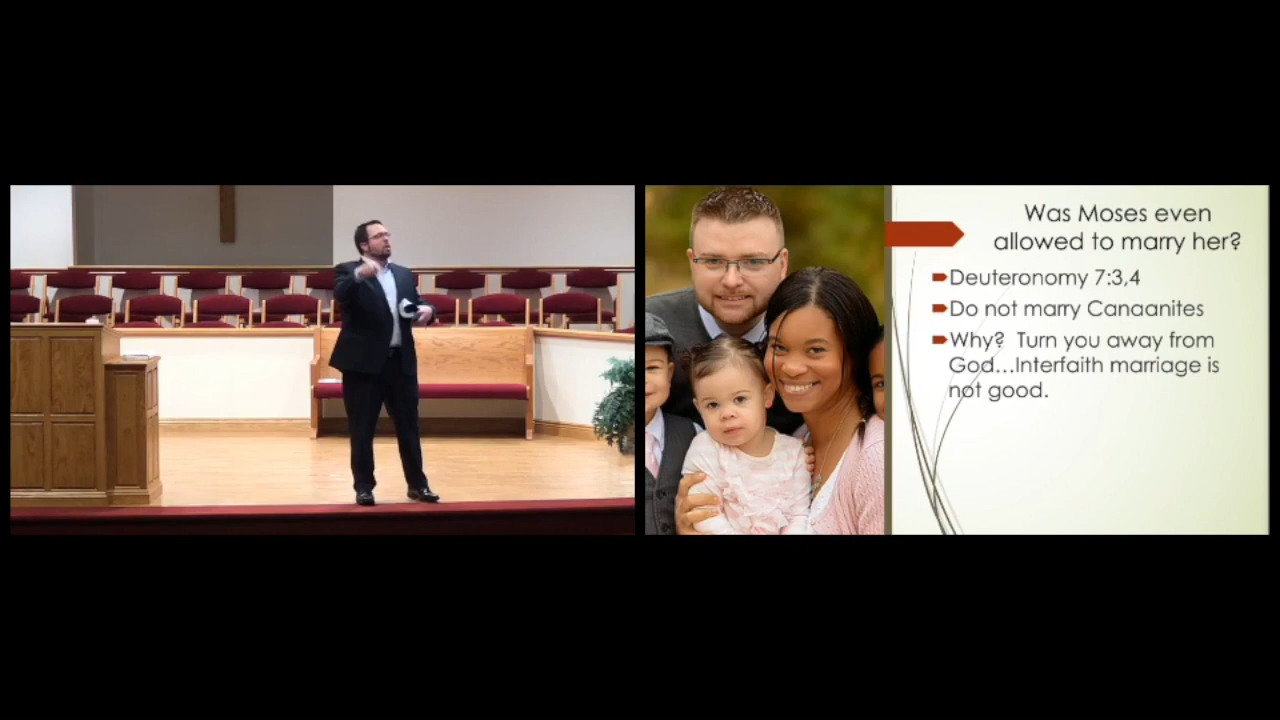 Was Moses even
allowed to marry her?
Deuteronomy 7:3,4
Do not marry Canaanites
Why? Turn you away from
God...Interfaith marriage is
not good.